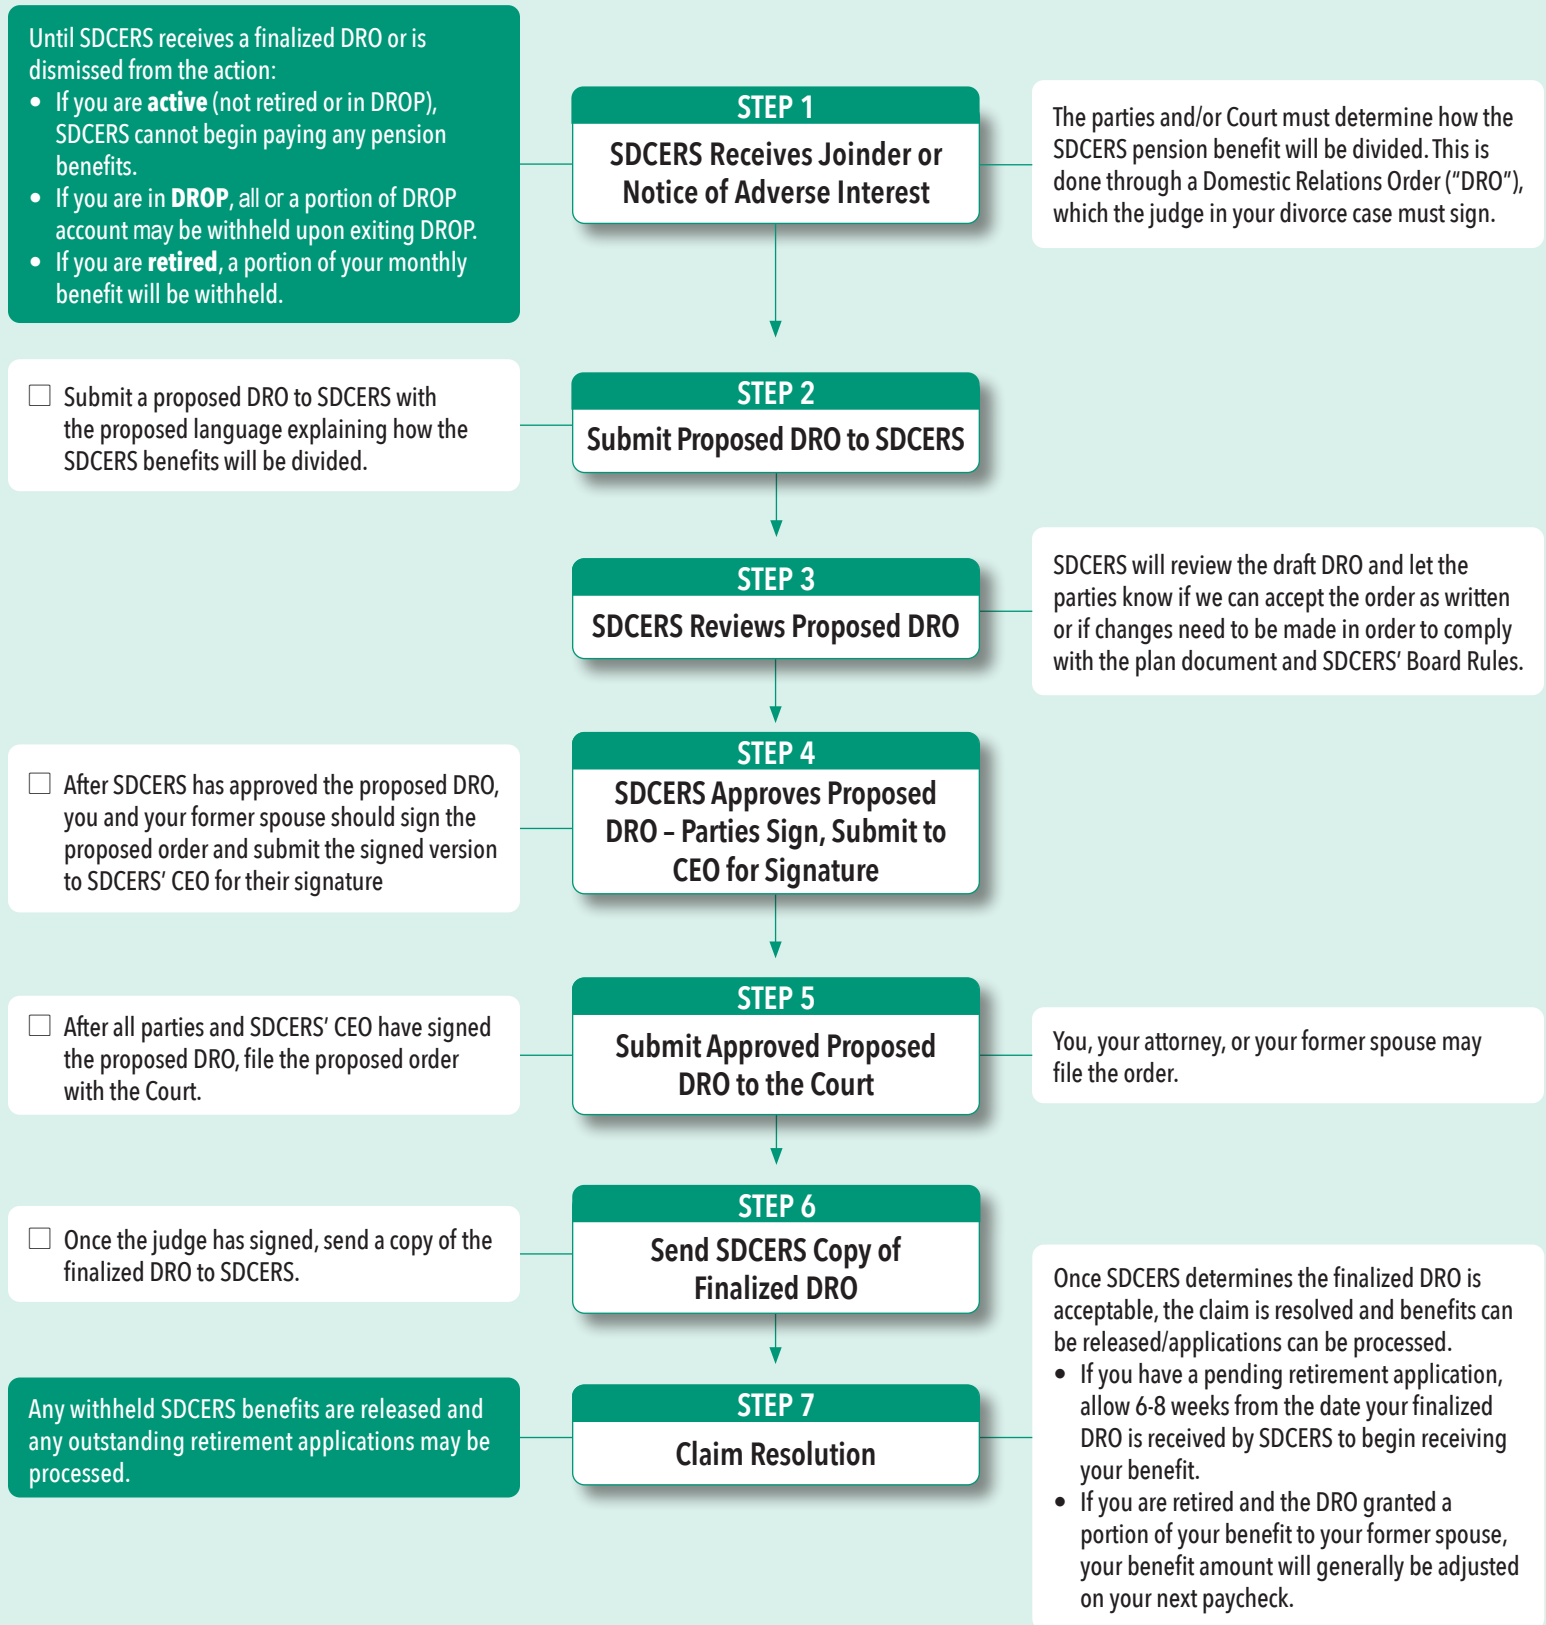 Until SDCERS receives a finalized DRO or is
dismissed from the action:
• If you are active (not retired or in DROP),
SDCERS cannot begin paying any pension
benefits.
• If you are in DROP, all or a portion of DROP
account may be withheld upon exiting DROP.
• If you are retired, a portion of your monthly
benefit will be withheld.
STEP 1
SDCERS Receives Joinder or
Notice of Adverse Interest
The parties and/or Court must determine how the
SDCERS pension benefit will be divided. This is
done through a Domestic Relations Order (“DRO”),
which the judge in your divorce case must sign.
☐ Submit a proposed DRO to SDCERS with
the proposed language explaining how the
SDCERS benefits will be divided.
STEP 2
Submit Proposed DRO to SDCERS
STEP 3
SDCERS Reviews Proposed DRO
SDCERS will review the draft DRO and let the
parties know if we can accept the order as written
or if changes need to be made in order to comply
with the plan document and SDCERS’ Board Rules.
☐ After SDCERS has approved the proposed DRO,
you and your former spouse should sign the
proposed order and submit the signed version
to SDCERS’ CEO for their signature
STEP 4
SDCERS Approves Proposed
DRO – Parties Sign, Submit to
CEO for Signature
☐ After all parties and SDCERS’ CEO have signed
the proposed DRO, file the proposed order
with the Court.
STEP 5
Submit Approved Proposed
DRO to the Court
You, your attorney, or your former spouse may
file the order.
☐ Once the judge has signed, send a copy of the
finalized DRO to SDCERS.
STEP 6
Send SDCERS Copy of
Finalized DRO
Any withheld SDCERS benefits are released and
any outstanding retirement applications may be
processed.
STEP 7
Claim Resolution
Once SDCERS determines the finalized DRO is
acceptable, the claim is resolved and benefits can
be released/applications can be processed.
• If you have a pending retirement application,
allow 6-8 weeks from the date your finalized
DRO is received by SDCERS to begin receiving
your benefit.
• If you are retired and the DRO granted a
portion of your benefit to your former spouse,
your benefit amount will generally be adjusted
on your next paycheck.